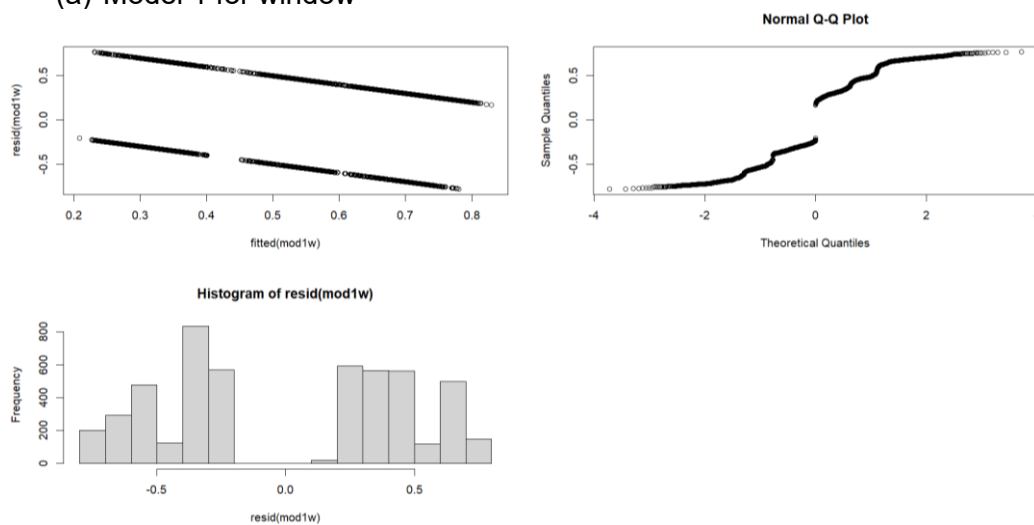 (a) Model 1 for window
Normal Q-Q Plot
resid(mod1w)
-0.5 0.0 0.5
0.2 0.3 0.4 0.5 0.6 0.7 0.8
fitted(mod1w)
Sample Quantiles
-0.5 0.0 0.5
-4 -2 0 2
Theoretical Quantiles
Histogram of resid(mod1w)
Frequency
0 200 400 600 800
-0.5 0.0 0.5
resid(mod1w)